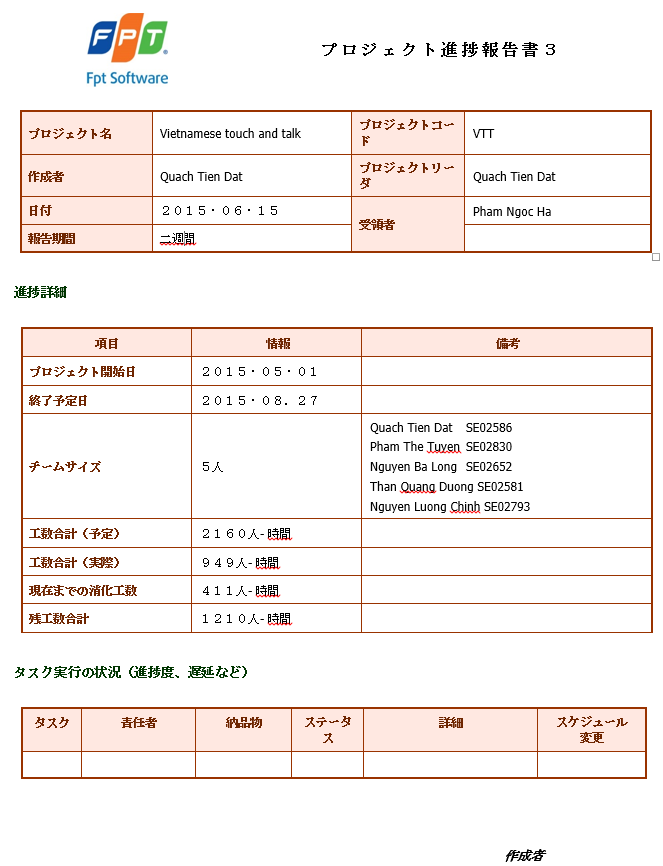 FPT
Fpt Software
プロジェクト進捗報告書３
プロジェクト名
Vietnamese touch and talk
プロジェクトコー
ド
VTT
作成者
Quach Tien Dat
プロジェクトリー
ダ
Quach Tien Dat
日付
２０１５・０６・１５
受領者
Pham Ngoc Ha
報告期間
二週間
進捗詳細
項目
情報
備考
プロジェクト開始日
２０１５・０５・０１
終了予定日
２０１５・０８．２７
チームサイズ
５人
Quach Tien Dat SE02586
Pham The Tuyen SE02830
Nguyen Ba Long SE02652
Than Quang Duong SE02581
Nguyen Luong Chinh SE02793
工数合計（予定）
２１６０人-時間
工数合計（実際）
９４９人-時間
現在までの消化工数
４１１人-時間
残工数合計
１２１０人-時間
タスク実行の状況（進捗度、遅延など）
タスク
責任者
納品物
ステータ
ス
詳細
スケジュール
変更
作成者